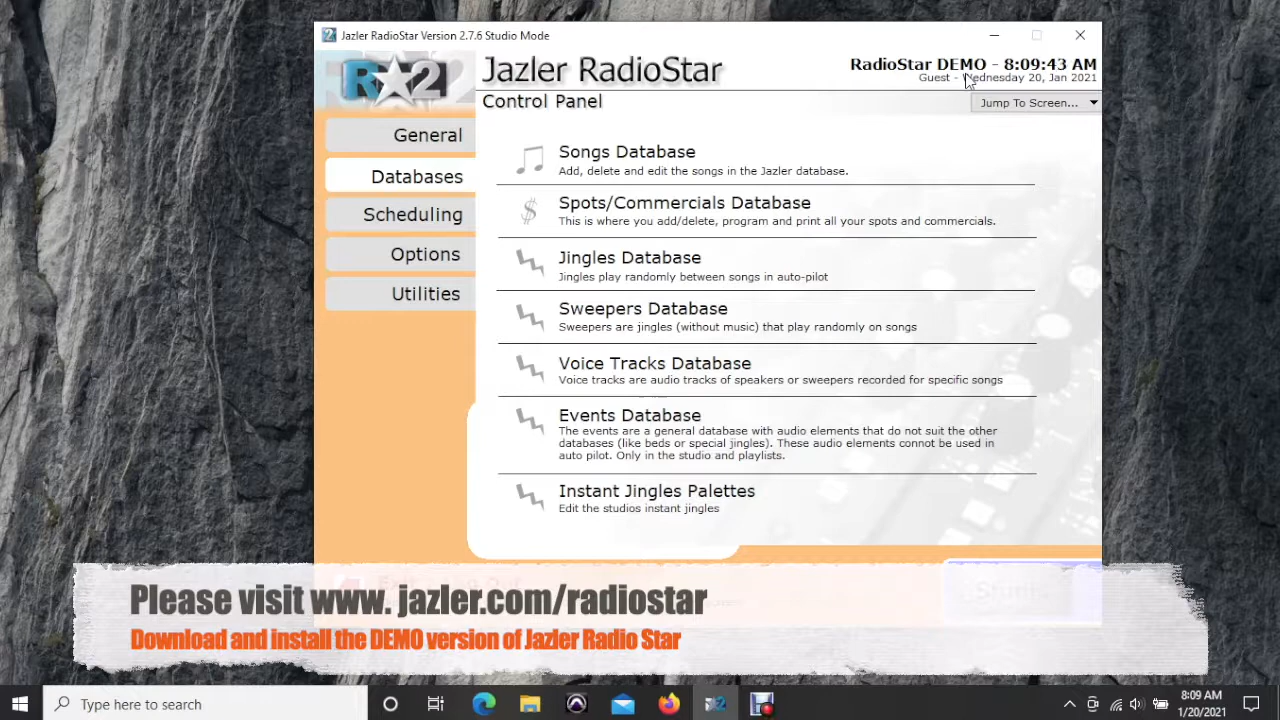 Jazler RadioStar Version 2.7.6 Studio Mode
R★2
Jazler RadioStar
RadioStar DEMO - 8:09:43 AM
Guest - Wednesday 20, Jan 2021
Control Panel
Jump To Screen...
General
Databases
Scheduling
Options
Utilities
Songs Database
Add, delete and edit the songs in the Jazler database.
Spots/Commercials Database
This is where you add/delete, program and print all your spots and commercials.
Jingles Database
Jingles play randomly between songs in auto-pilot
Sweepers Database
Sweepers are jingles (without music) that play randomly on songs
Voice Tracks Database
Voice tracks are audio tracks of speakers or sweepers recorded for specific songs
Events Database
The events are a general database with audio elements that do not suit the other
databases (like beds or special jingles). These audio elements connot be used in
auto pilot. Only in the studio and playlists.
Instant Jingles Palettes
Edit the studios instant jingles
Please visit www. jazler.com/radiostar
Download and install the DEMO version of Jazler Radio Star
Type here to search
8:09 AM
1/20/2021